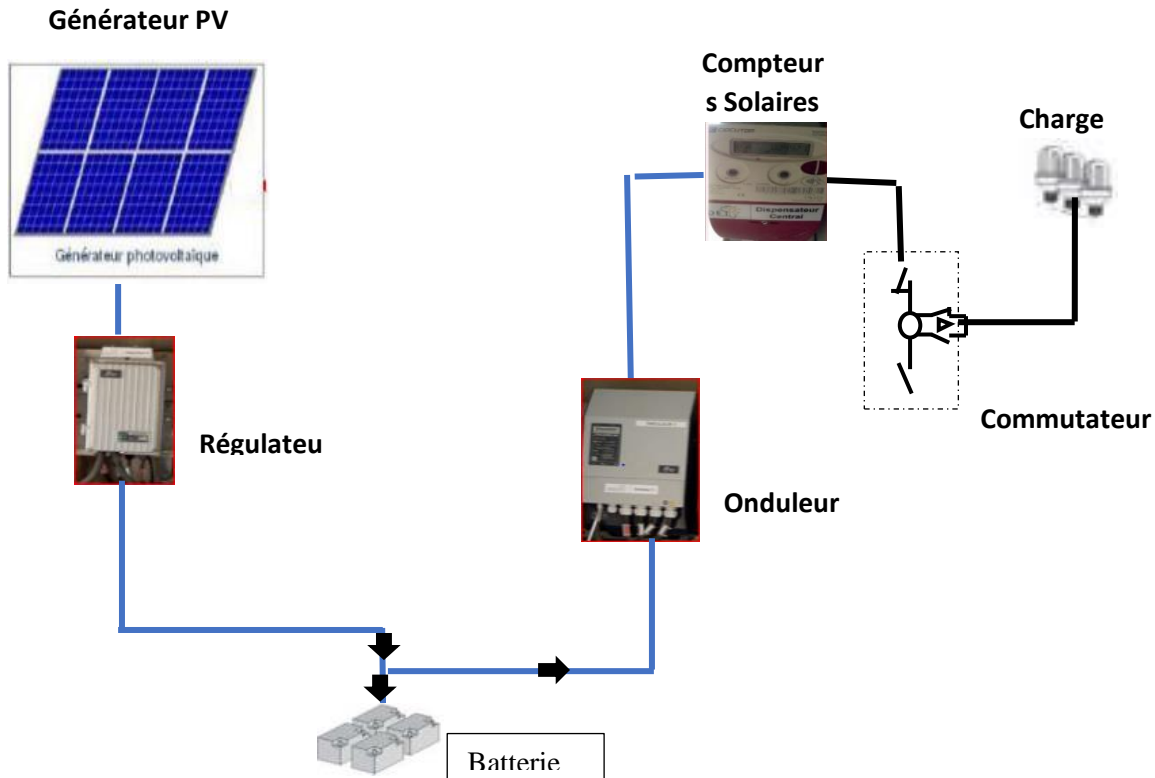 Générateur PV
Générateur photovoltaïque
Compteur
s Solaires
Dispensateur
Central
Charge
Régulateu
Onduleur
Commutateur
Batterie